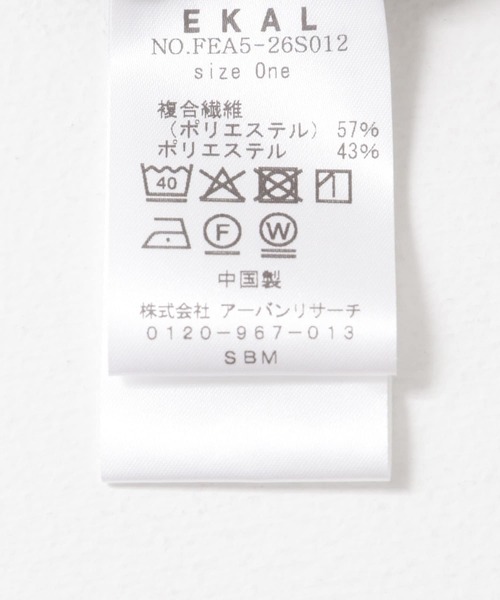 EKAL
NO.FEA5-26S012
size One
複合繊維
(ポリエステル) 57%
ポリエステル 43%
40
F W
中国製
株式会社 アーバンリサーチ
0120-967-013
SBM